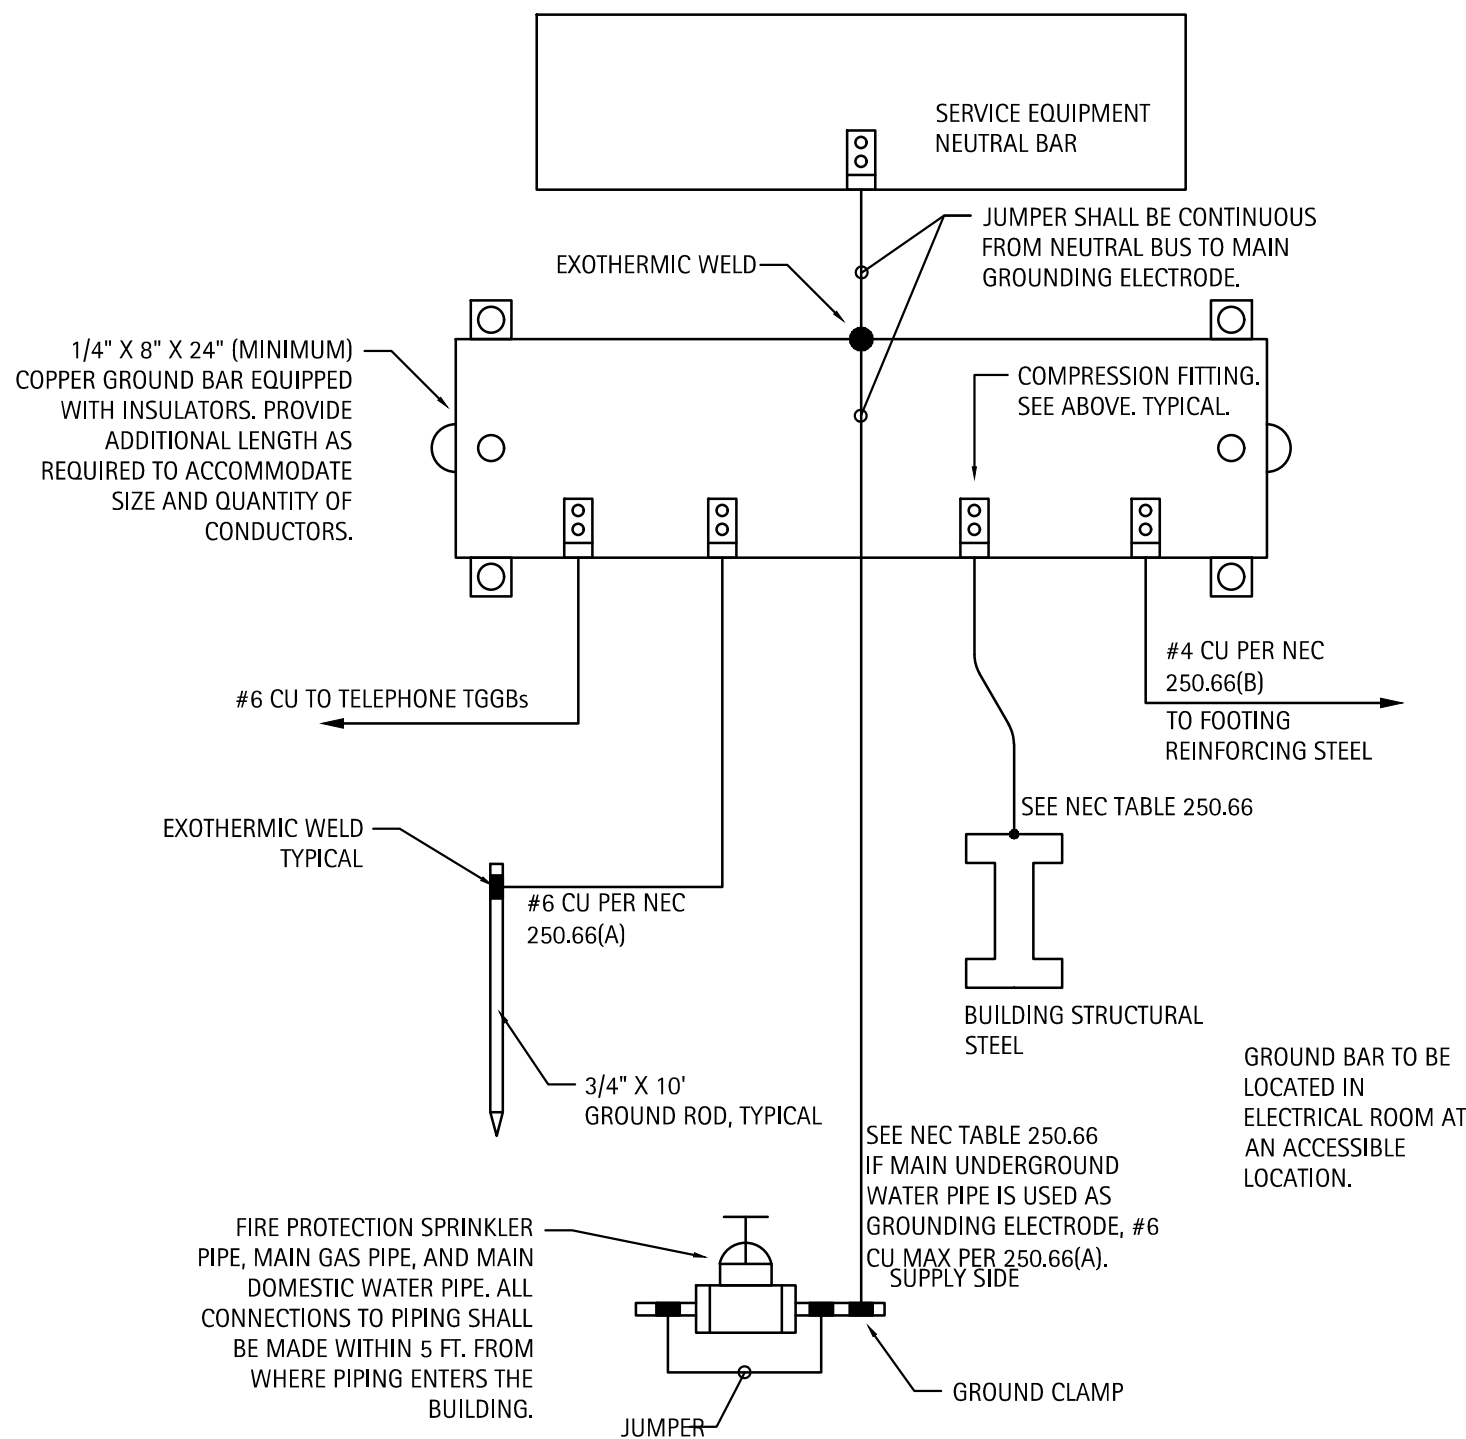 SERVICE EQUIPMENT
NEUTRAL BAR
JUMPER SHALL BE CONTINUOUS
FROM NEUTRAL BUS TO MAIN
GROUNDING ELECTRODE.
EXOTHERMIC WELD
1/4" X 8" X 24" (MINIMUM)
COPPER GROUND BAR EQUIPPED
WITH INSULATORS. PROVIDE
ADDITIONAL LENGTH AS
REQUIRED TO ACCOMMODATE
SIZE AND QUANTITY OF
CONDUCTORS.
COMPRESSION FITTING.
SEE ABOVE. TYPICAL.
#4 CU PER NEC
250.66(B)
TO FOOTING
REINFORCING STEEL
#6 CU TO TELEPHONE TGGBs
SEE NEC TABLE 250.66
EXOTHERMIC WELD
TYPICAL
#6 CU PER NEC
250.66(A)
BUILDING STRUCTURAL
STEEL
3/4" X 10'
GROUND ROD, TYPICAL
GROUND BAR TO BE
LOCATED IN
ELECTRICAL ROOM AT
AN ACCESSIBLE
LOCATION.
SEE NEC TABLE 250.66
IF MAIN UNDERGROUND
WATER PIPE IS USED AS
GROUNDING ELECTRODE, #6
CU MAX PER 250.66(A).
SUPPLY SIDE
FIRE PROTECTION SPRINKLER
PIPE, MAIN GAS PIPE, AND MAIN
DOMESTIC WATER PIPE. ALL
CONNECTIONS TO PIPING SHALL
BE MADE WITHIN 5 FT. FROM
WHERE PIPING ENTERS THE
BUILDING.
GROUND CLAMP
JUMPER